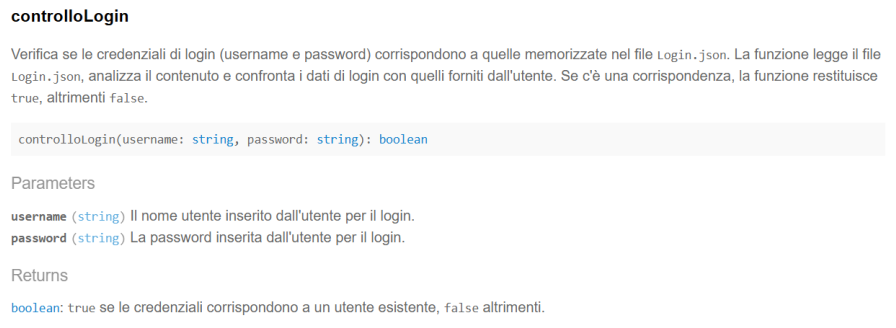 controlloLogin
Verifica se le credenziali di login (username e password) corrispondono a quelle memorizzate nel file Login.json. La funzione legge il file
Login.json, analizza il contenuto e confronta i dati di login con quelli forniti dall'utente. Se c'è una corrispondenza, la funzione restituisce
true, altrimenti false.
controlloLogin(username: string, password: string): boolean
Parameters
username (string) Il nome utente inserito dall'utente per il login.
password (string) La password inserita dall'utente per il login.
Returns
boolean: true se le credenziali corrispondono a un utente esistente, false altrimenti.